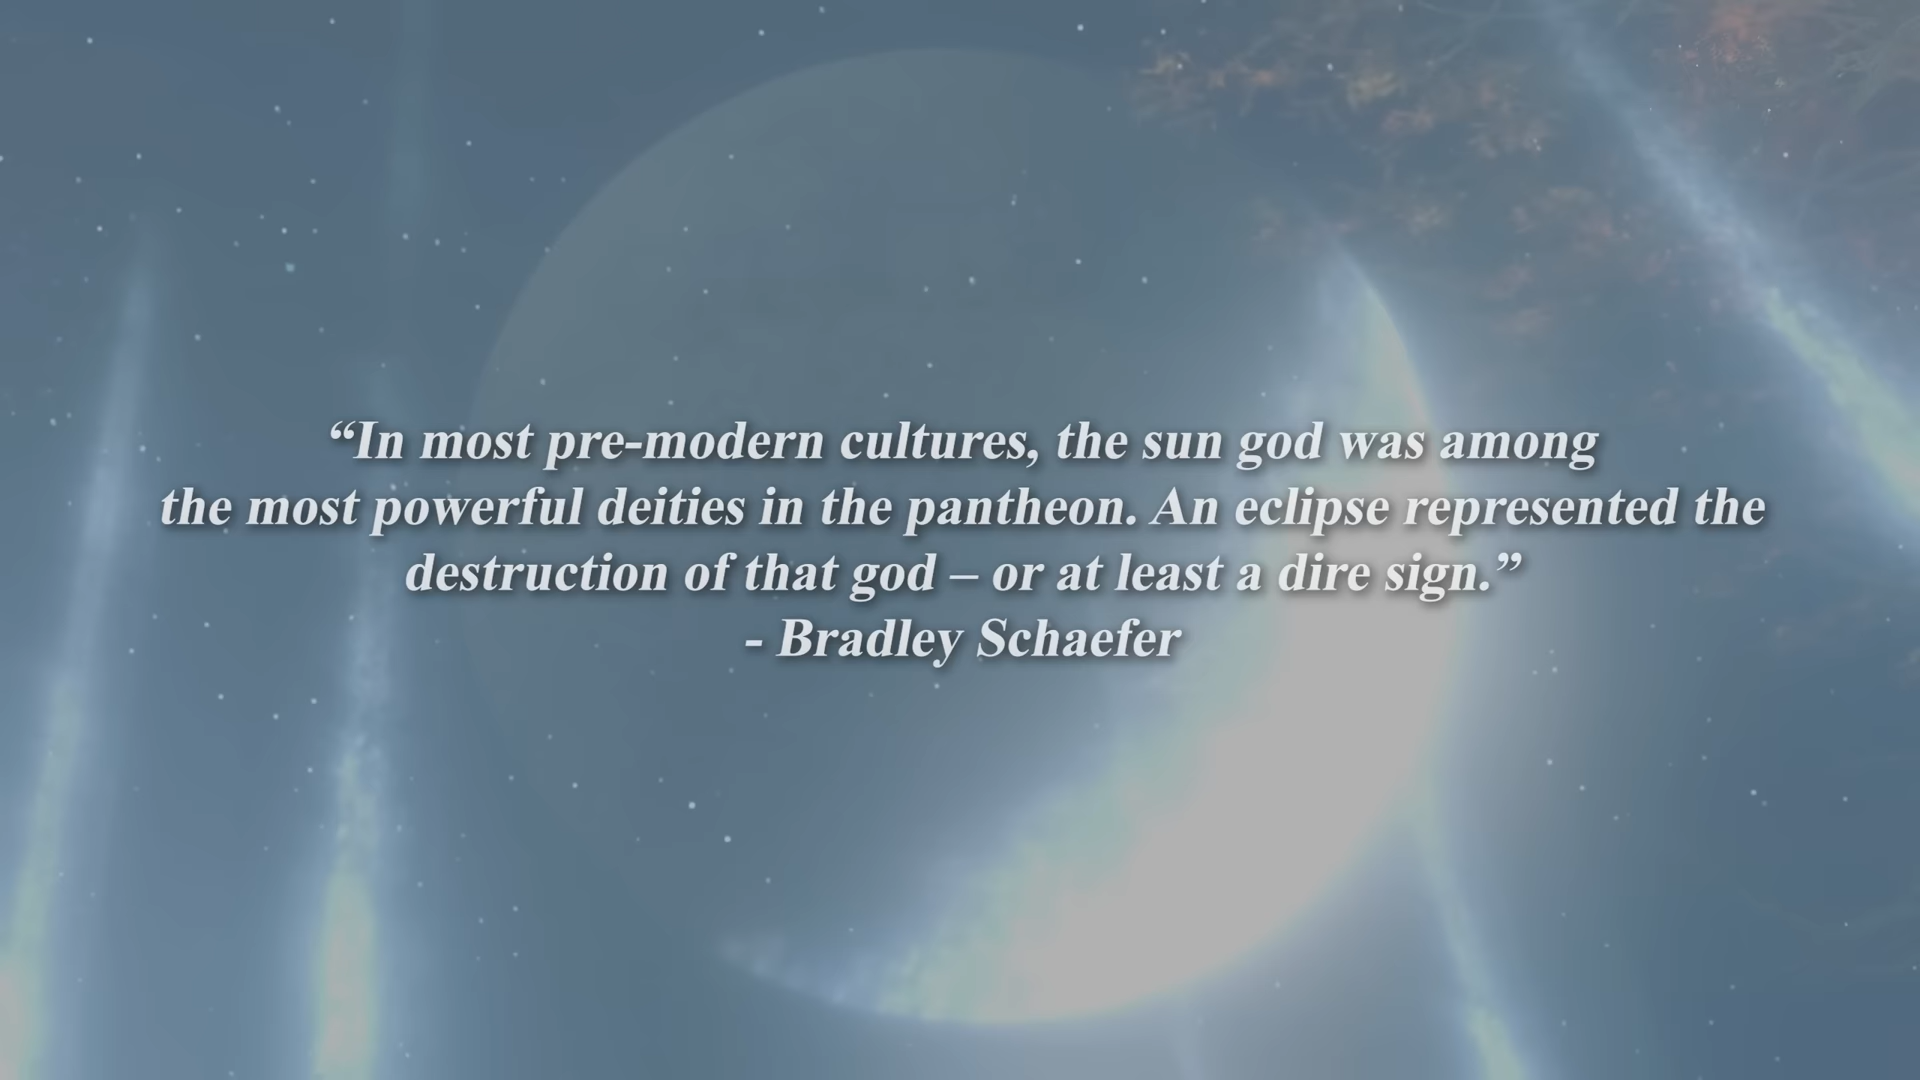 “In most pre-modern cultures, the sun god was among
the most powerful deities in the pantheon. An eclipse represented the
destruction of that god – or at least a dire sign.”
- Bradley Schaefer